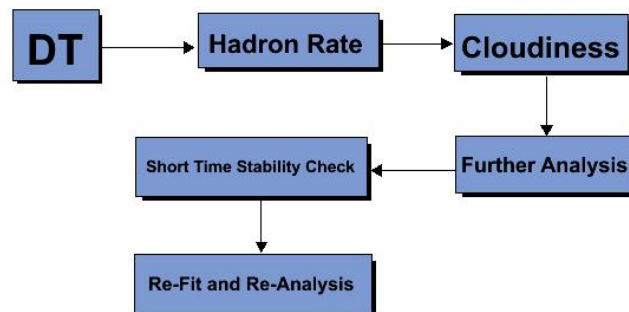 DT
Hadron Rate
Cloudiness
Further Analysis
Short Time Stability Check
Re-Fit and Re-Analysis